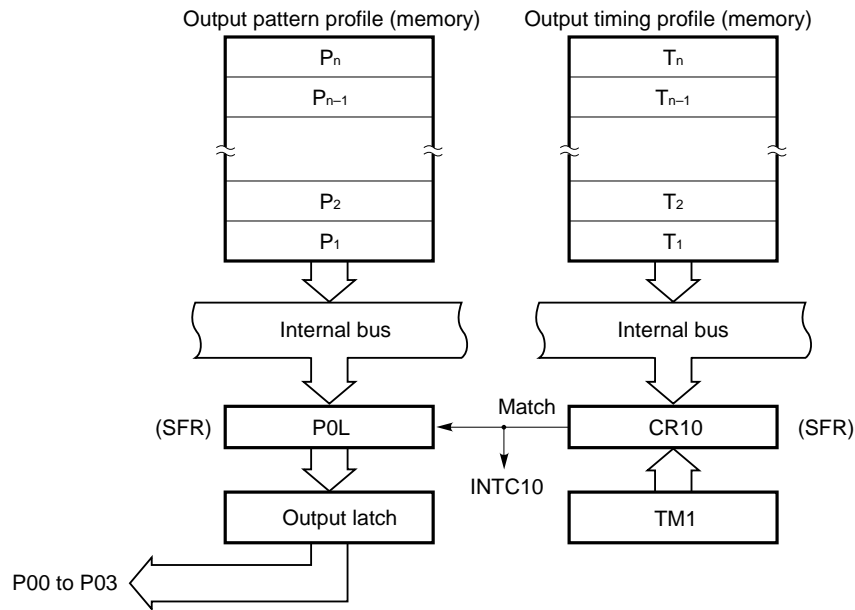 Output pattern profile (memory)
Output timing profile (memory)
Pn
Tn
Pn–1
Tn–1
P2
T2
P1
T1
Internal bus
Internal bus
Match
(SFR)
P0L
CR10
(SFR)
INTC10
Output latch
TM1
P00 to P03